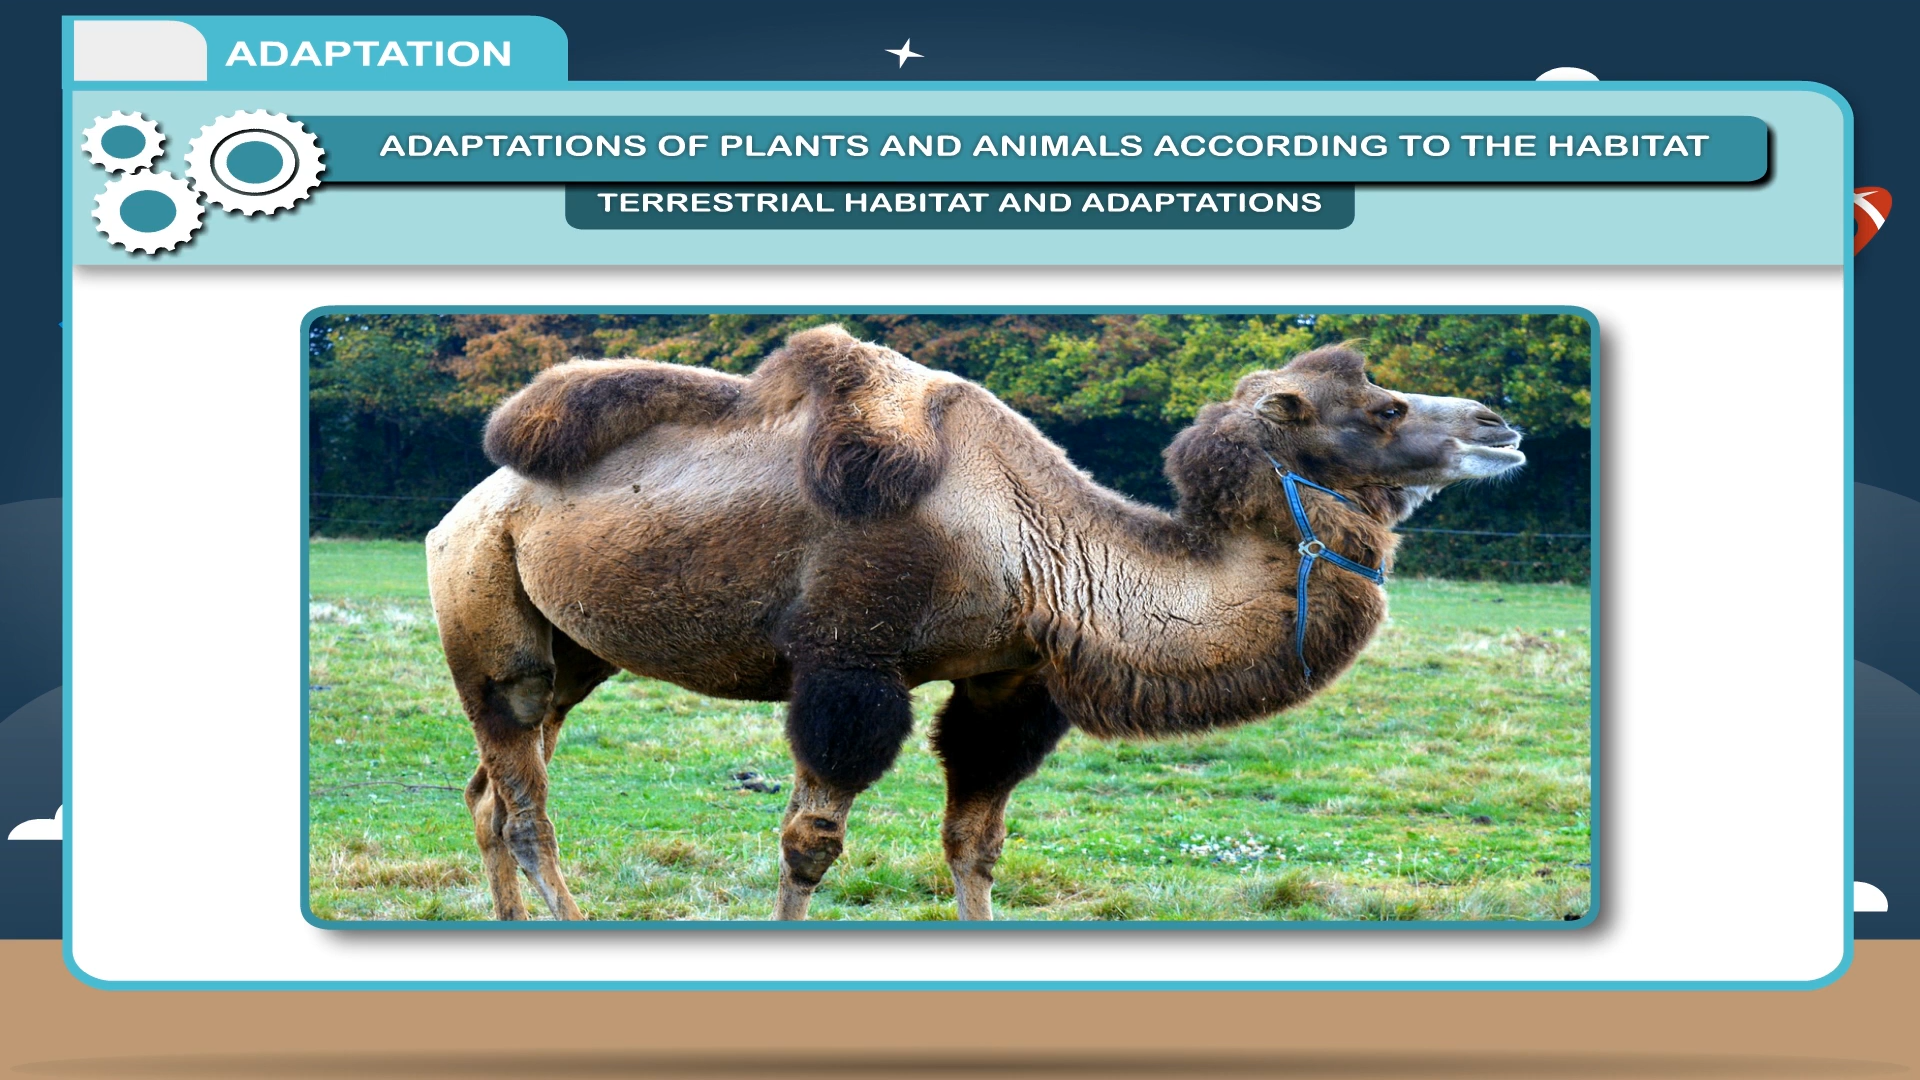 ADAPTATION
ADAPTATIONS OF PLANTS AND ANIMALS ACCORDING TO THE HABITAT
TERRESTRIAL HABITAT AND ADAPTATIONS